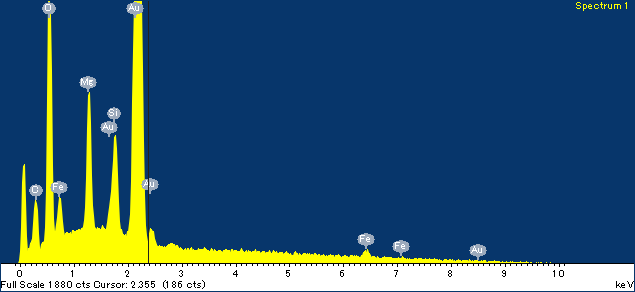 Spectrum 1
O Au
Mg
Si
Au
C Fe Au
Fe Fe Au
0 1 2 3 4 5 6 7 8 9 10
Full Scale 1880 cts Cursor: 2.355 (186 cts) keV